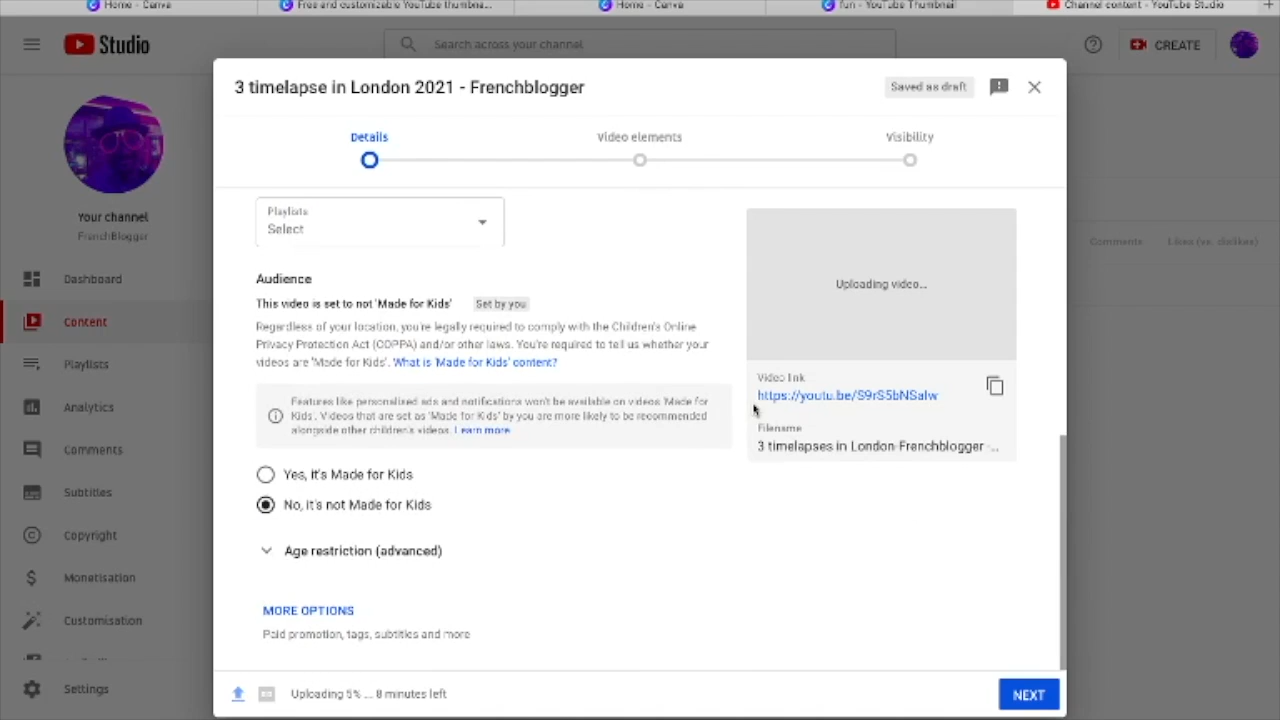 Home - Canva
Free and customizable YouTube thumbna...
Home - Canva
fun - YouTube Thumbnail
Channel content - YouTube Studio
Studio
Search across your channel
CREATE
3 timelapse in London 2021 - Frenchblogger
Saved as draft
Details
Video elements
Visibility
Your channel
FrenchBlogger
Dashboard
Content
Playlists
Analytics
Comments
Subtitles
Copyright
Monetisation
Customisation
Settings
Playlists
Select
Audience
This video is set to not 'Made for Kids'
Set by you
Regardless of your location, you're legally required to comply with the Children's Online
Privacy Protection Act (COPPA) and/or other laws. You're required to tell us whether your
videos are 'Made for Kids'. What is 'Made for Kids' content?
Features like personalized ads and notifications won't be available on videos 'Made for
Kids'. Videos that are set as 'Made for Kids' by you are more likely to be recommended
alongside other children's videos. Learn more
Yes, it's Made for Kids
No, it's not Made for Kids
Age restriction (advanced)
MORE OPTIONS
Paid promotion, tags, subtitles and more
Uploading video...
Video link
https://youtu.be/S9rS5bNSalw
Filename
3 timelapses in London-Frenchblogger -...
Comments
Likes (vs. dislikes)
Uploading 5% ... 8 minutes left
NEXT